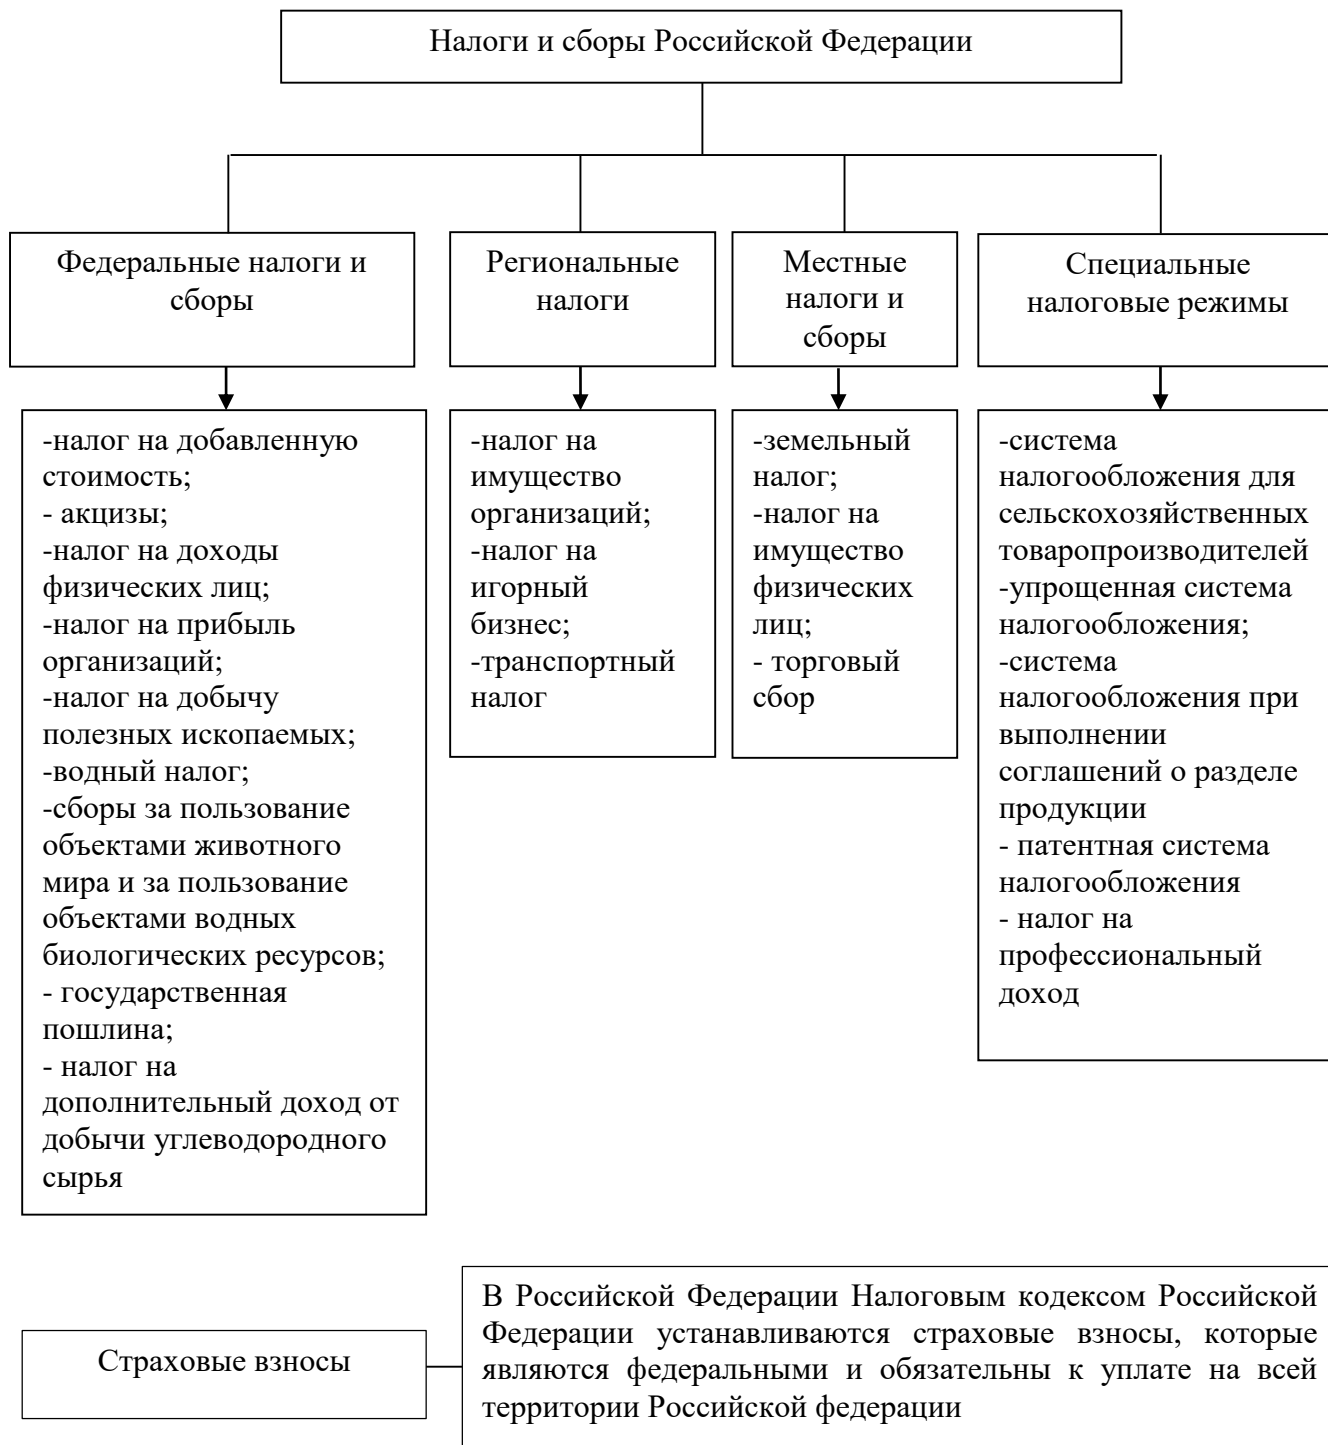 Налоги и сборы Российской Федерации
Федеральные налоги и
сборы
Региональные
налоги
Местные
налоги и
сборы
Специальные
налоговые режимы
-налог на добавленную
стоимость;
- акцизы;
-налог на доходы
физических лиц;
-налог на прибыль
организаций;
-налог на добычу
полезных ископаемых;
-водный налог;
-сборы за пользование
объектами животного
мира и за пользование
объектами водных
биологических ресурсов;
- государственная
пошлина;
- налог на
дополнительный доход от
добычи углеводородного
сырья
-налог на
имущество
организаций;
-налог на
игорный
бизнес;
-транспортный
налог
-земельный
налог;
-налог на
имущество
физических
лиц;
- торговый
сбор
-система
налогообложения для
сельскохозяйственных
товаропроизводителей
-упрощенная система
налогообложения;
-система
налогообложения при
выполнении
соглашений о разделе
продукции
- патентная система
налогообложения
- налог на
профессиональный
доход
Страховые взносы
В Российской Федерации Налоговым кодексом Российской
Федерации устанавливаются страховые взносы, которые
являются федеральными и обязательны к уплате на всей
территории Российской федерации